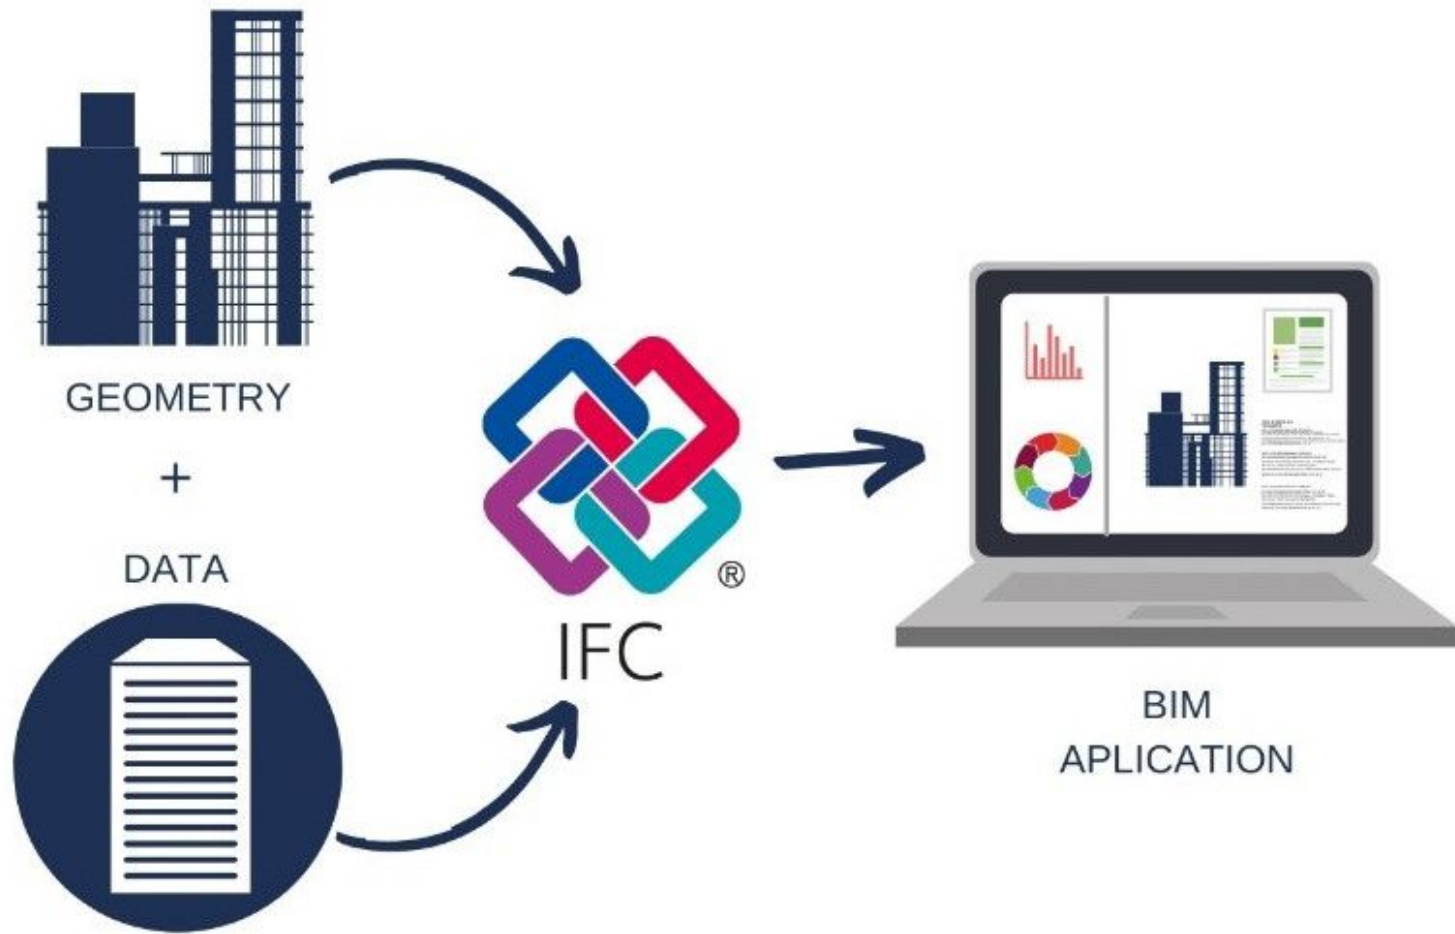 GEOMETRY
+
DATA
®
IFC
BIM
APLICATION